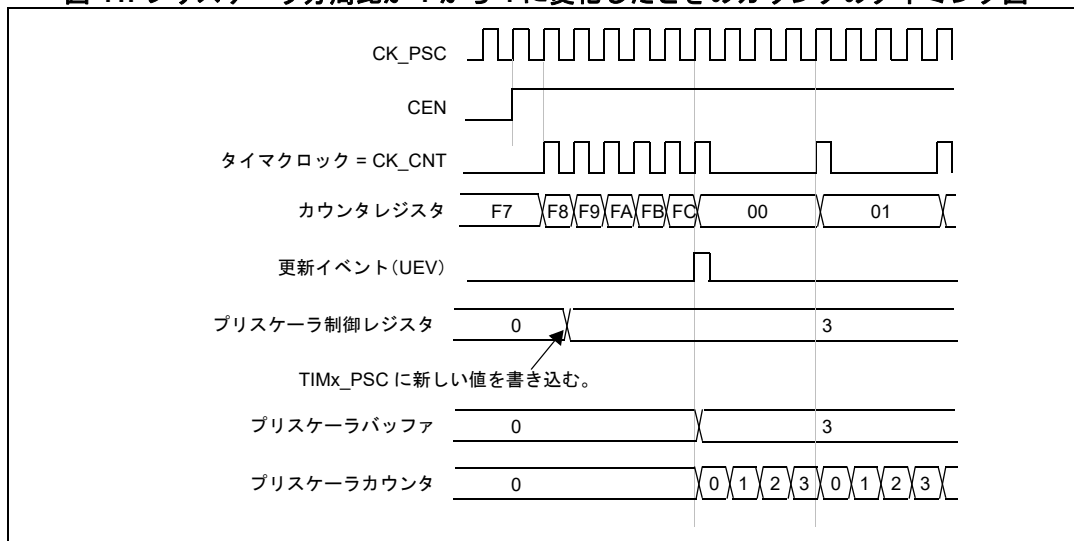 CK_PSC
CEN
タイマクロック = CK_CNT
カウンタレジスタ F7 F8 F9 FA FB FC 00 01
更新イベント(UEV)
プリスケーラ制御レジスタ 0 3
TIMx_PSC に新しい値を書き込む。
プリスケーラバッファ 0 3
プリスケーラカウンタ 0 0 1 2 3 0 1 2 3